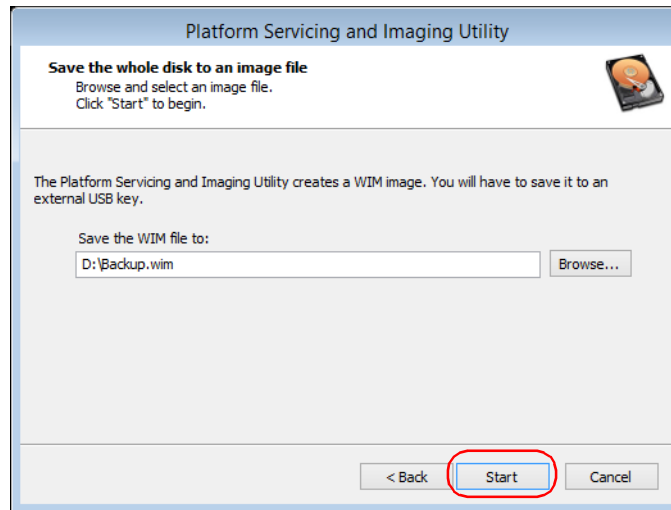 Platform Servicing and Imaging Utility
Save the whole disk to an image file
Browse and select an image file.
Click "Start" to begin.
The Platform Servicing and Imaging Utility creates a WIM image. You will have to save it to an
external USB key.
Save the WIM file to:
D:\Backup.wim
Browse...
< Back
Start
Cancel